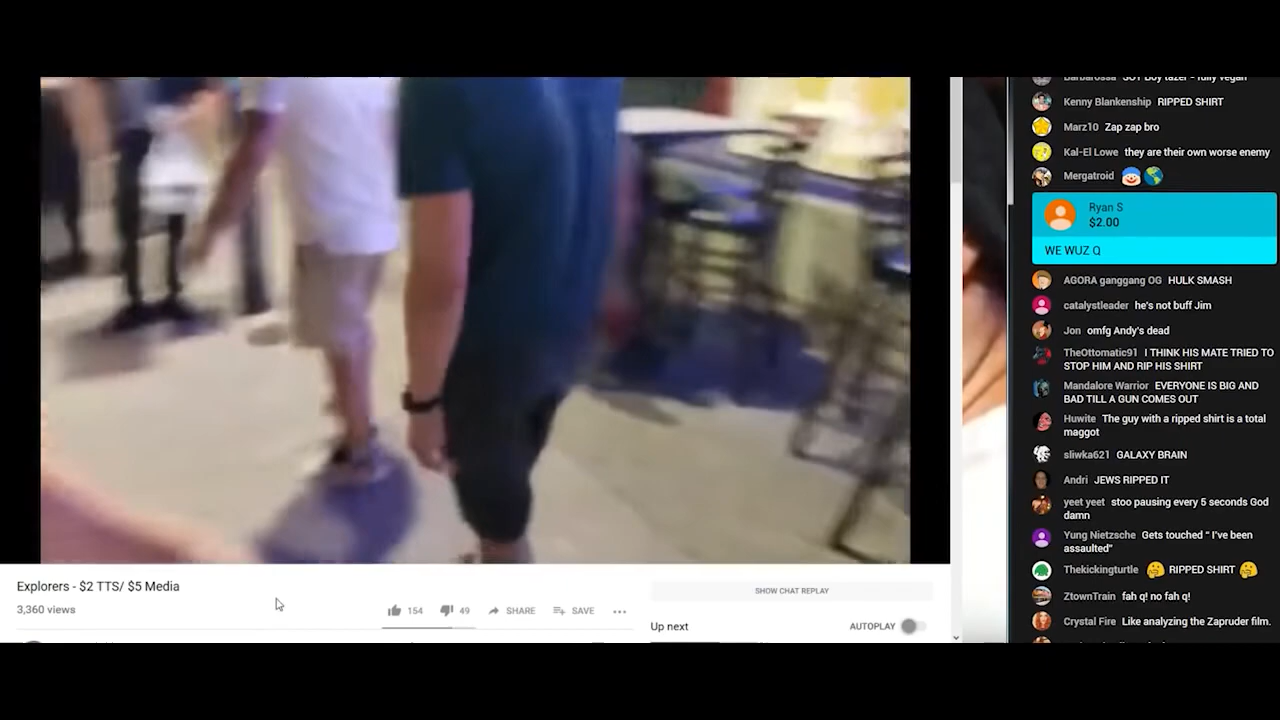 Barbarossa SOY Boy tazer - fully vegan
Kenny Blankenship RIPPED SHIRT
Marz10 Zap zap bro
Kal-El Lowe they are their own worse enemy
Mergatroid
Ryan S
$2.00
WE WUZ Q
AGORA ganggang OG HULK SMASH
catalystleader he's not buff Jim
Jon omfg Andy's dead
TheOttomatic91 I THINK HIS MATE TRIED TO
STOP HIM AND RIP HIS SHIRT
Mandalore Warrior EVERYONE IS BIG AND
BAD TILL A GUN COMES OUT
Huwite The guy with a ripped shirt is a total
maggot
sliwka621 GALAXY BRAIN
Andri JEWS RIPPED IT
yeet yeet stoo pausing every 5 seconds God
damn
Yung Nietzsche Gets touched “ I've been
assaulted”
Thekickingturtle 🤔 RIPPED SHIRT 🤔
ZtownTrain fah q! no fah q!
Crystal Fire Like analyzing the Zapruder film.
Explorers - $2 TTS/ $5 Media
3,360 views
154
49
SHARE
SAVE
SHOW CHAT REPLAY
Up next
AUTOPLAY